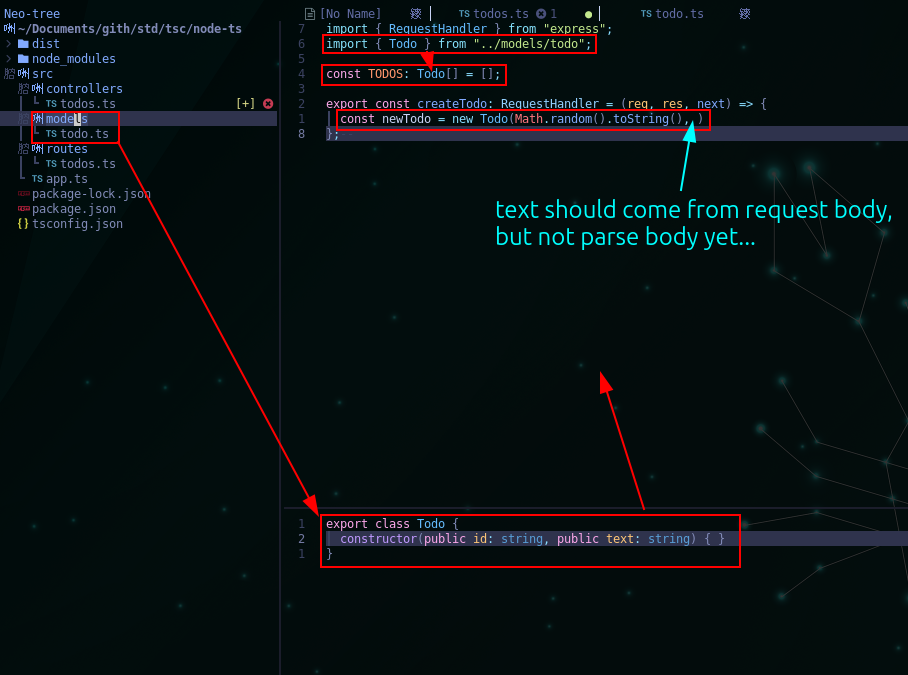 Neo-tree
[No Name]
TS todos.ts 1
TS todo.ts
~/Documents/gith/std/tsc/node-ts
dist
node_modules
src
controllers
TS todos.ts [+]
models
TS todo.ts
routes
TS todos.ts
TS app.ts
package-lock.json
package.json
{} tsconfig.json
7 import { RequestHandler } from "express";
6 import { Todo } from "../models/todo";
5
4 const TODOS: Todo[] = [];
3
2 export const createTodo: RequestHandler = (req, res, next) => {
1 const newTodo = new Todo(Math.random().toString(), )
8 };
text should come from request body,
but not parse body yet...
1 export class Todo {
2 constructor(public id: string, public text: string) { }
1 }